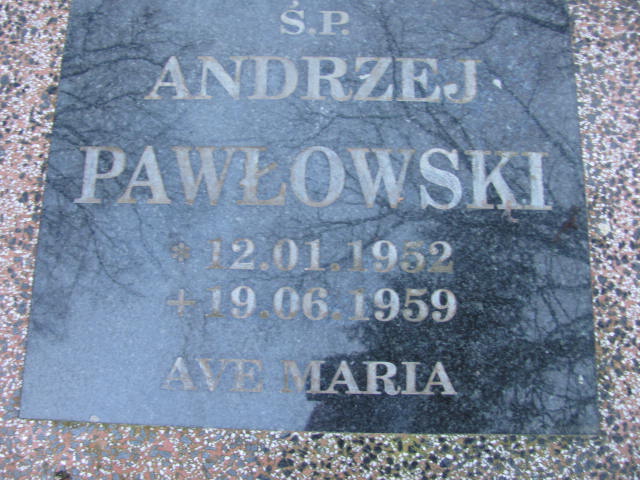 Ś.P.
ANDRZEJ
PAWŁOWSKI
* 12.01.1952
+ 19.06.1959
AVE MARIA